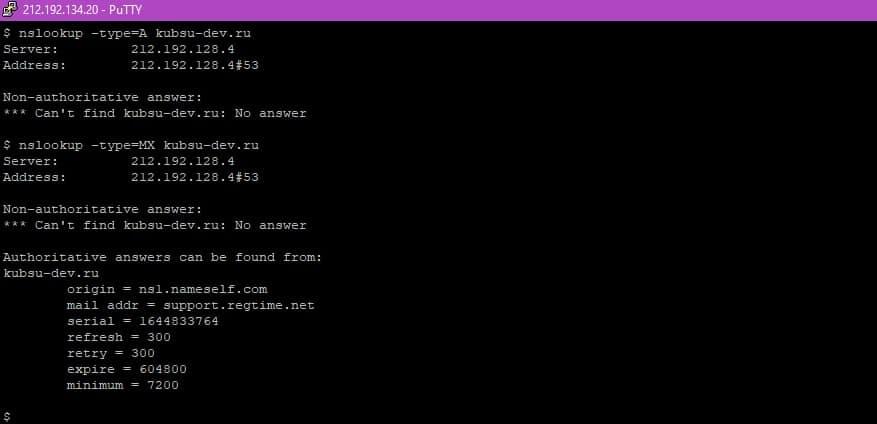 212.192.134.20 - PuTTY
$ nslookup -type=A kubsu-dev.ru
Server:         212.192.128.4
Address:        212.192.128.4#53
Non-authoritative answer:
*** Can't find kubsu-dev.ru: No answer
$ nslookup -type=MX kubsu-dev.ru
Server:         212.192.128.4
Address:        212.192.128.4#53
Non-authoritative answer:
*** Can't find kubsu-dev.ru: No answer
Authoritative answers can be found from:
kubsu-dev.ru
        origin = ns1.nameself.com
        mail addr = support.regtime.net
        serial = 1644833764
        refresh = 300
        retry = 300
        expire = 604800
        minimum = 7200
$